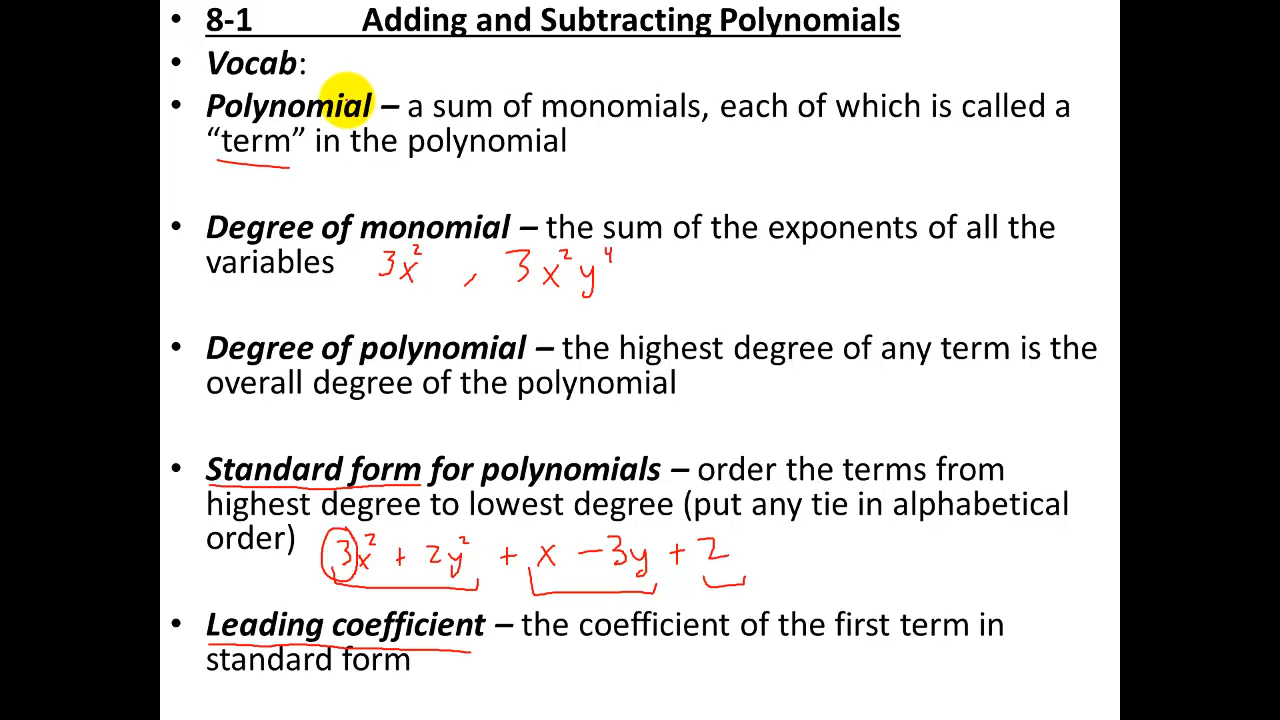 • 8-1 Adding and Subtracting Polynomials
• Vocab:
• Polynomial – a sum of monomials, each of which is called a
“term” in the polynomial
• Degree of monomial – the sum of the exponents of all the
variables 3x² , 3x²y⁴
• Degree of polynomial – the highest degree of any term is the
overall degree of the polynomial
• Standard form for polynomials – order the terms from
highest degree to lowest degree (put any tie in alphabetical
order) 3x² + 2y² + x – 3y + 2
• Leading coefficient – the coefficient of the first term in
standard form